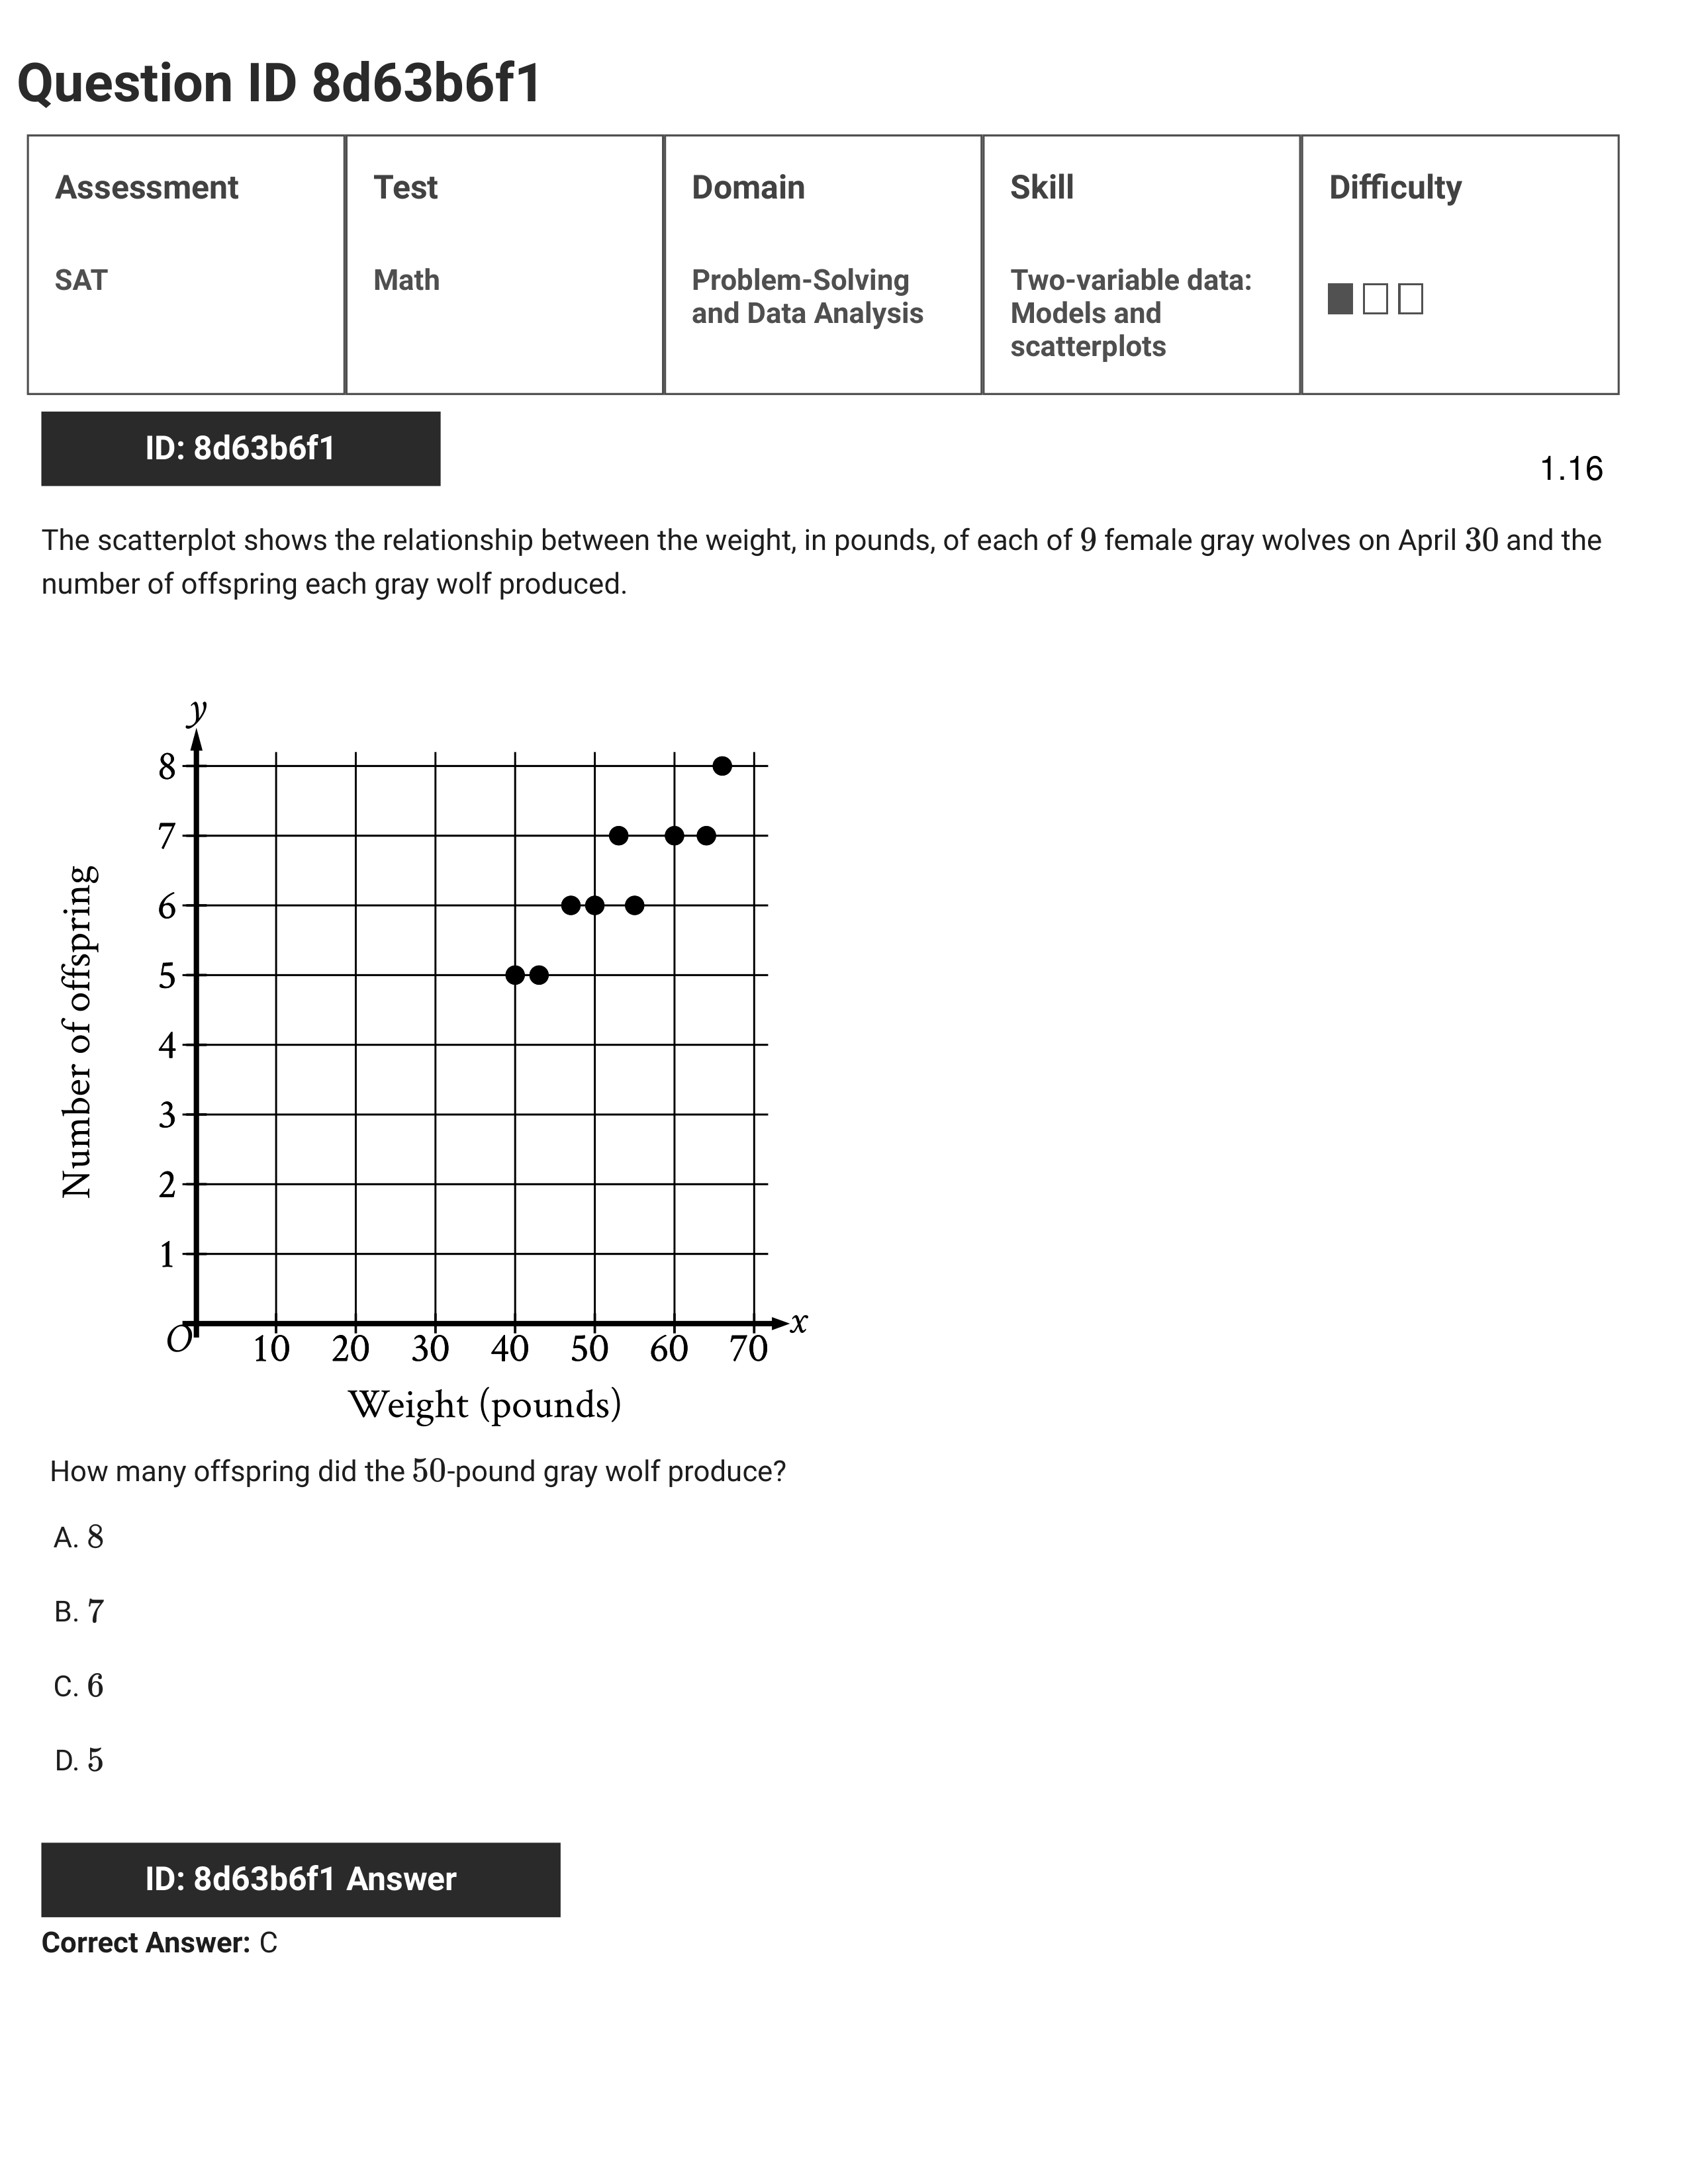 Question ID 8d63b6f1
Assessment
Test
Domain
Skill
Difficulty
SAT
Math
Problem-Solving
and Data Analysis
Two-variable data:
Models and
scatterplots
ID: 8d63b6f1
1.16
The scatterplot shows the relationship between the weight, in pounds, of each of 9 female gray wolves on April 30 and the
number of offspring each gray wolf produced.
y
8
7
6
5
4
3
2
1
Number of offspring
O
10 20 30 40 50 60 70
x
Weight (pounds)
How many offspring did the 50-pound gray wolf produce?
A. 8
B. 7
C. 6
D. 5
ID: 8d63b6f1 Answer
Correct Answer: C